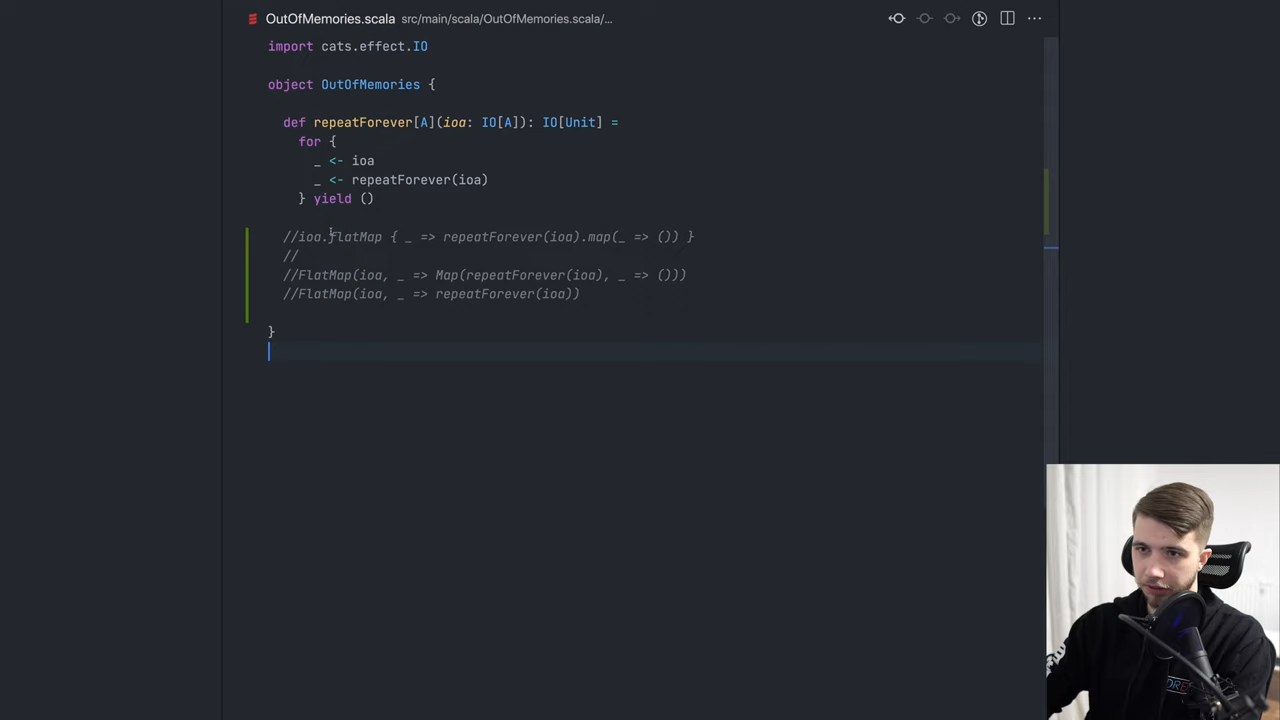 OutOfMemories.scala src/main/scala/OutOfMemories.scala/...
import cats.effect.IO
object OutOfMemories {
def repeatForever[A](ioa: IO[A]): IO[Unit] =
for {
_ <- ioa
_ <- repeatForever(ioa)
} yield ()
//ioa.flatMap { _ => repeatForever(ioa).map(_ => ()) }
//
//FlatMap(ioa, _ => Map(repeatForever(ioa), _ => ()))
//FlatMap(ioa, _ => repeatForever(ioa))
}